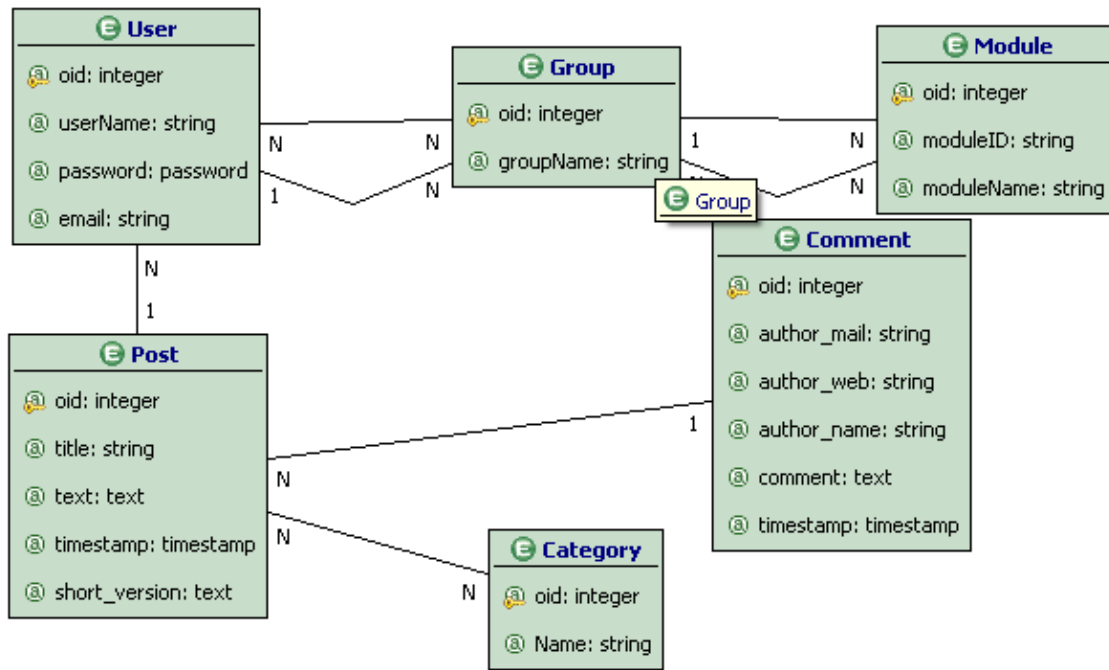 User
oid: integer
userName: string
password: password
email: string
Group
oid: integer
groupName: string
Module
oid: integer
moduleID: string
moduleName: string
N
N
1
N
1
N
N
Group
N
1
Comment
oid: integer
author_mail: string
author_web: string
author_name: string
comment: text
timestamp: timestamp
Post
oid: integer
title: string
text: text
timestamp: timestamp
short_version: text
1
N
N
N
Category
oid: integer
Name: string